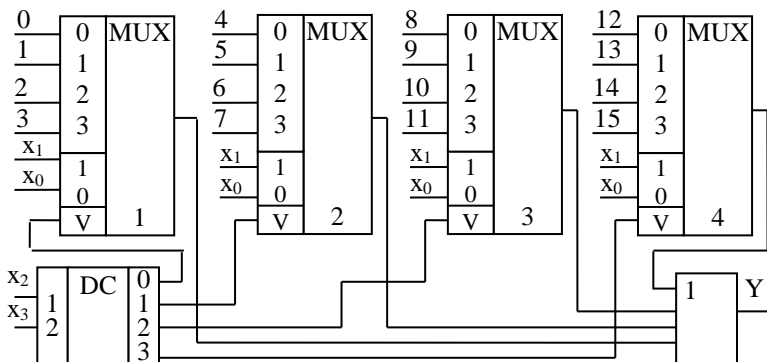 0 0 MUX
1 1
2 2
3 3
x₁ 1
x₀ 0
V 1
4 0 MUX
5 1
6 2
7 3
x₁ 1
x₀ 0
V 2
8 0 MUX
9 1
10 2
11 3
x₁ 1
x₀ 0
V 3
12 0 MUX
13 1
14 2
15 3
x₁ 1
x₀ 0
V 4
x₂ 1 DC 0
x₃ 2 1
2
3
1 Y